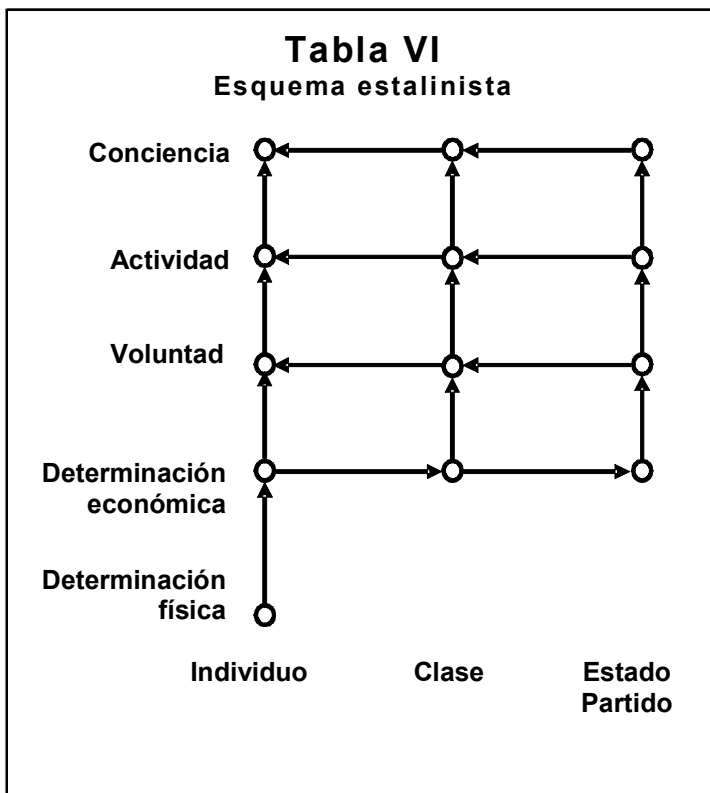 Tabla VI
Esquema estalinista
Conciencia
Actividad
Voluntad
Determinación
económica
Determinación
física
Individuo
Clase
Estado
Partido